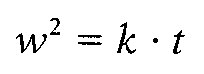 w² = k · t